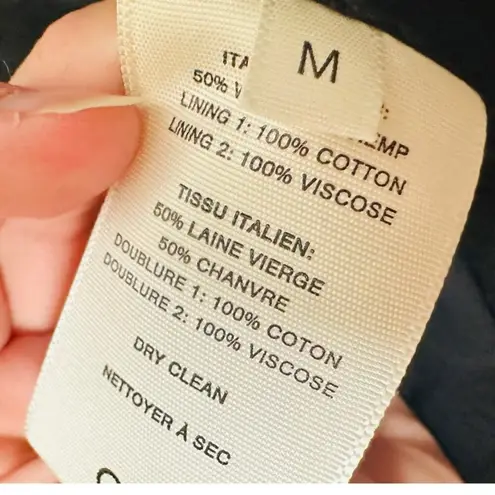 M
ITA
50% V
EMP
LINING 1: 100% COTTON
LINING 2: 100% VISCOSE
TISSU ITALIEN:
50% LAINE VIERGE
50% CHANVRE
DOUBLURE 1: 100% COTON
DOUBLURE 2: 100% VISCOSE
DRY CLEAN
NETTOYER À SEC